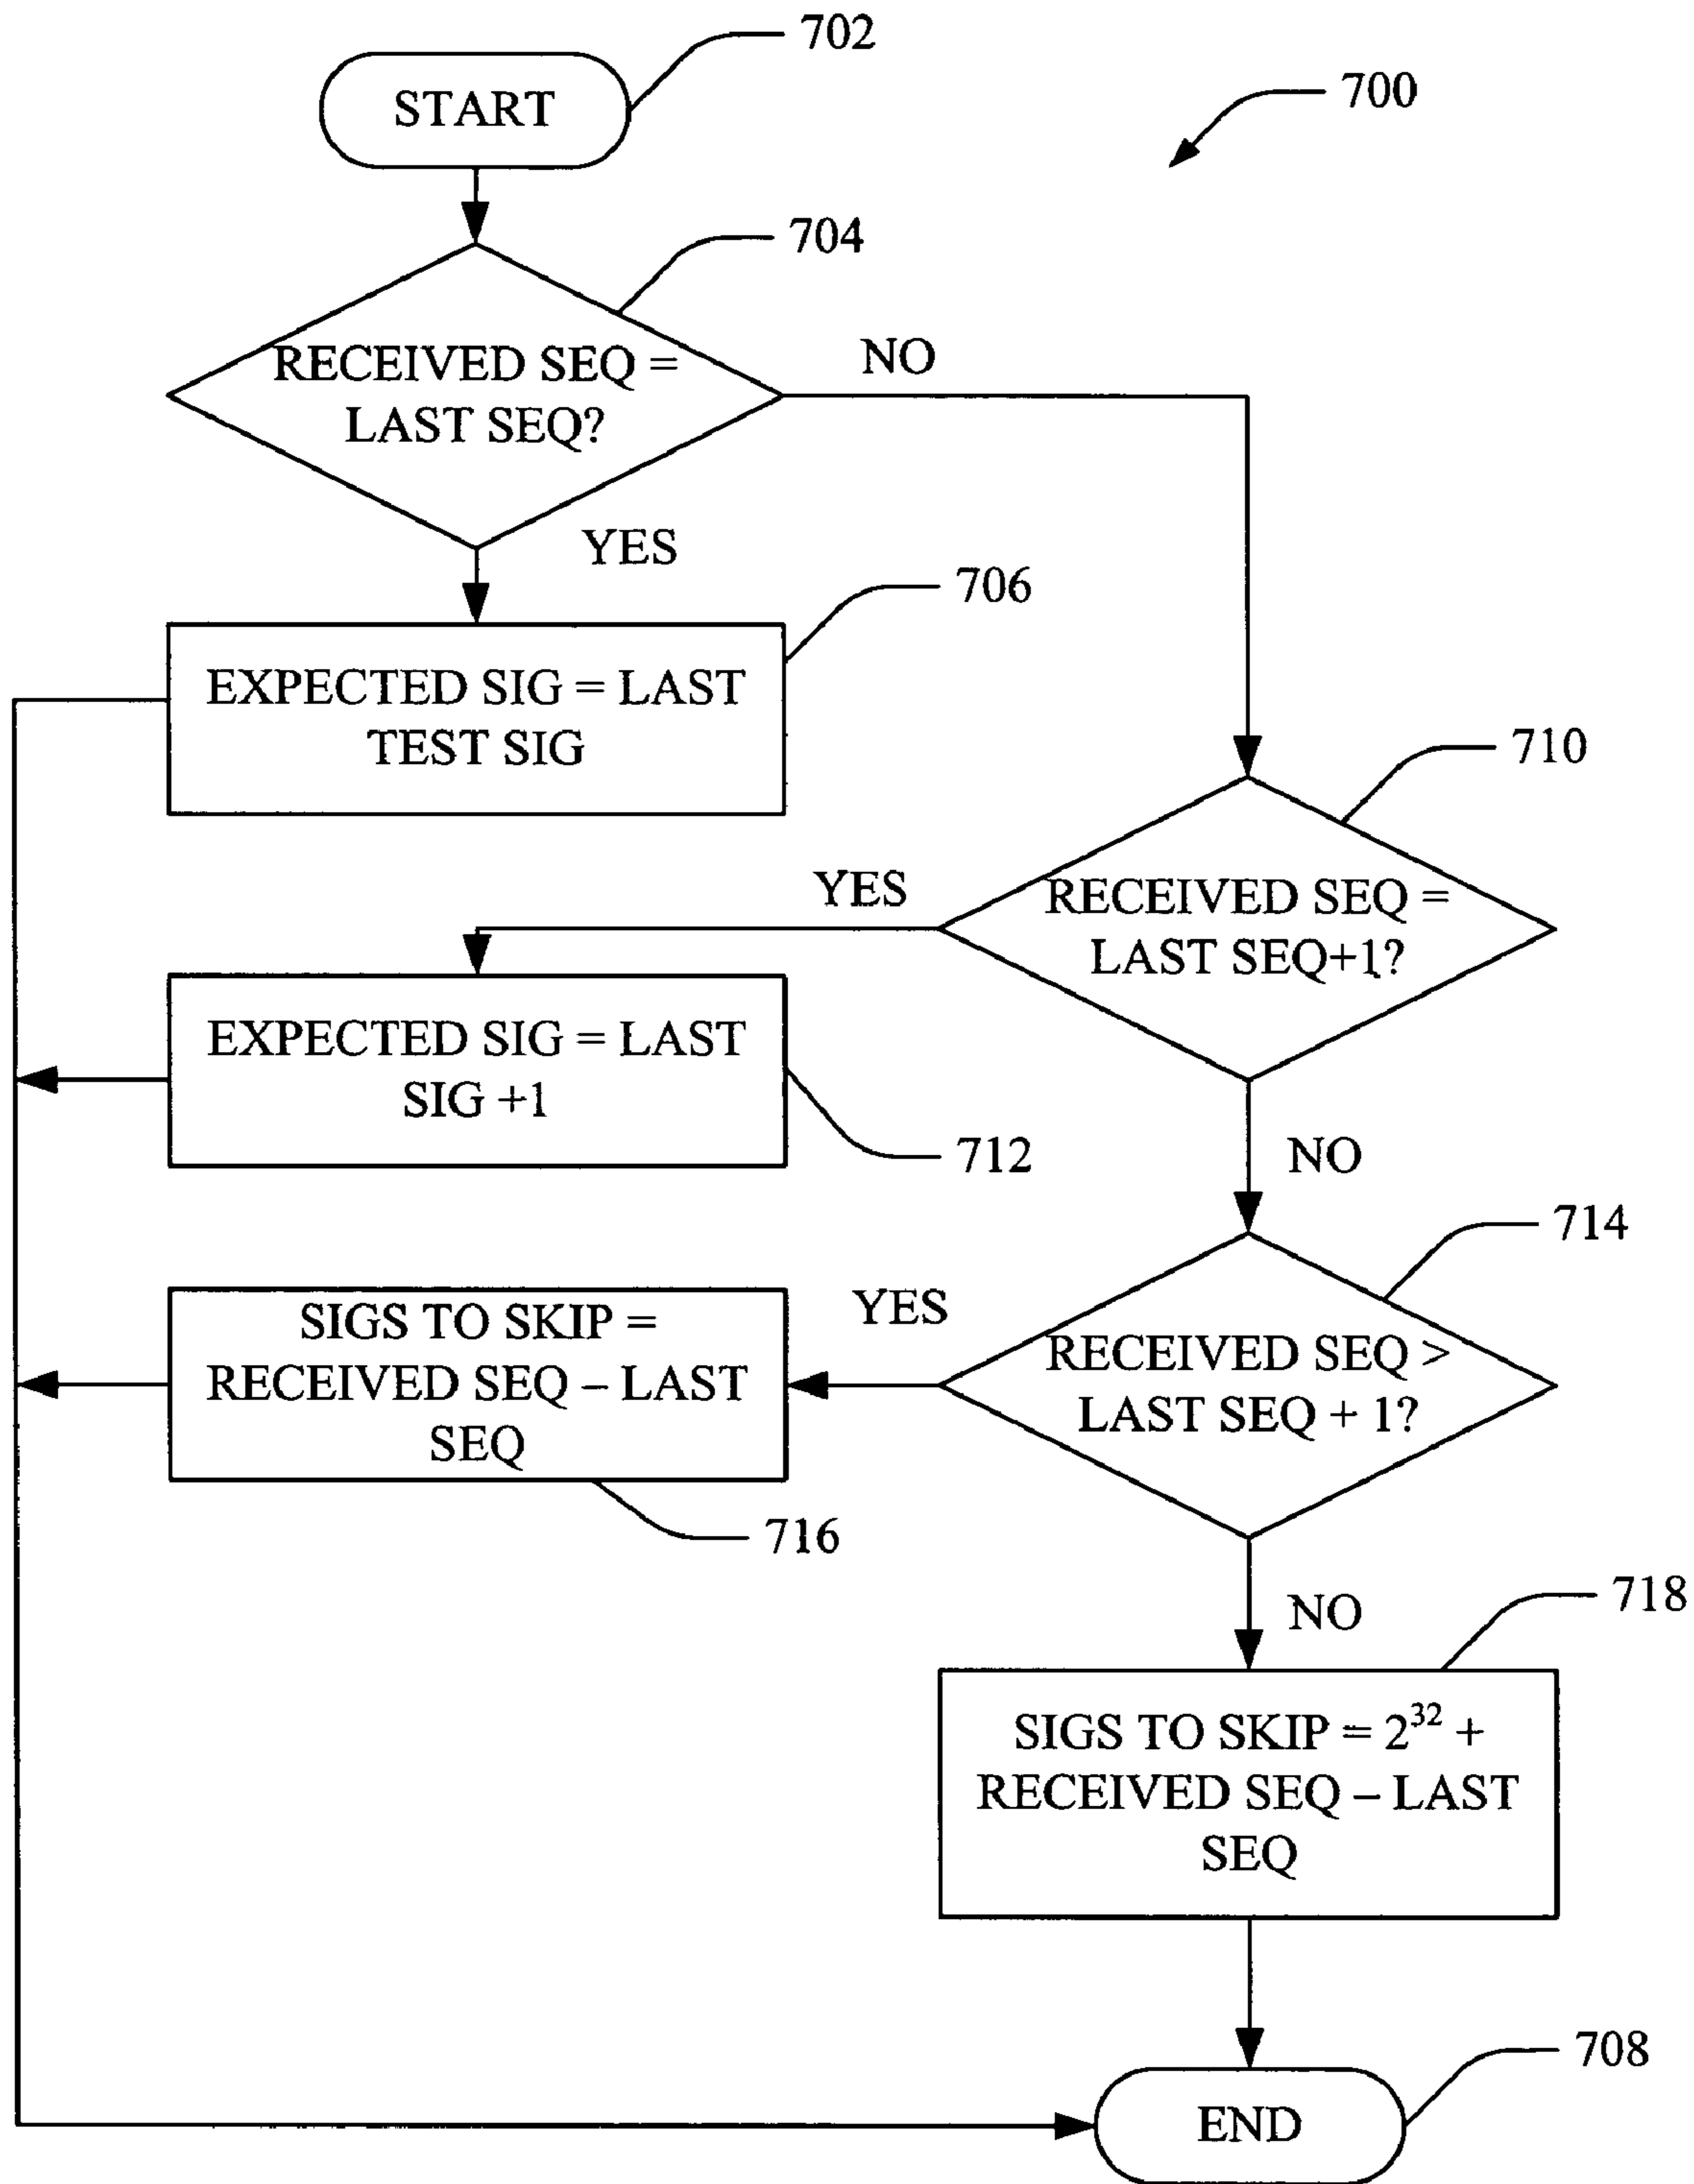 702
START
700
704
RECEIVED SEQ =
LAST SEQ?
NO
YES
706
EXPECTED SIG = LAST
TEST SIG
710
YES
RECEIVED SEQ =
LAST SEQ+1?
EXPECTED SIG = LAST
SIG +1
712
NO
714
SIGS TO SKIP =
RECEIVED SEQ – LAST
SEQ
YES
RECEIVED SEQ >
LAST SEQ + 1?
716
NO
718
SIGS TO SKIP = 2³² +
RECEIVED SEQ – LAST
SEQ
708
END